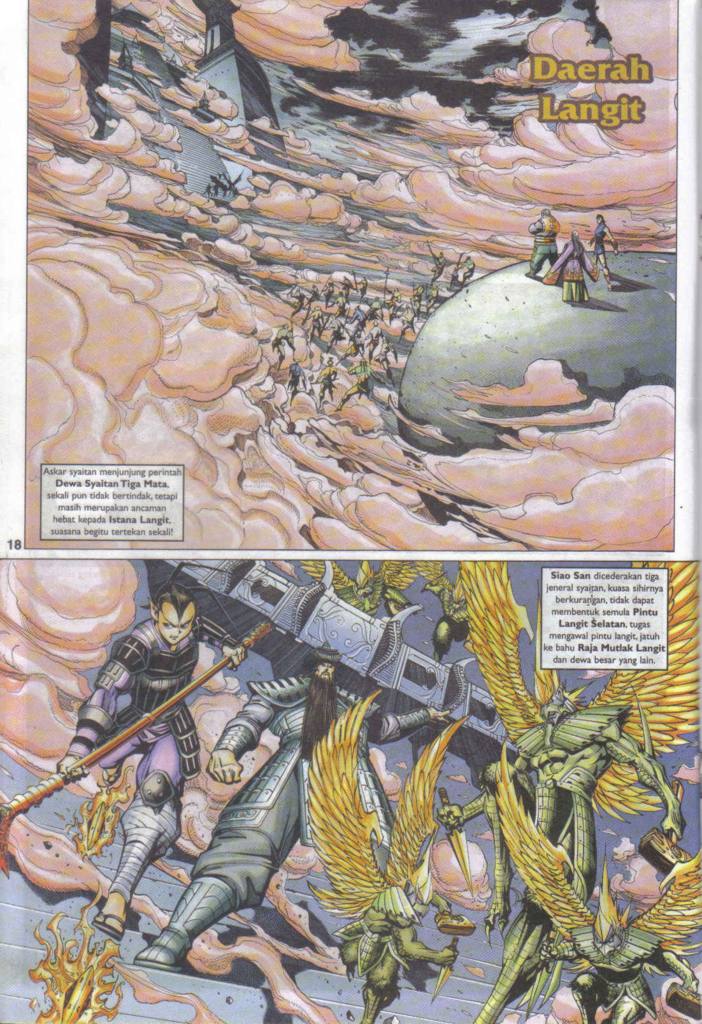 Daerah
Langit
Askar syaitan menjunjung perintah
Dewa Syaitan Tiga Mata,
sekali pun tidak bertindak, tetapi
masih merupakan ancaman
hebat kepada Istana Langit,
suasana begitu tertekan sekali!
18
Siao San dicederakan tiga
jeneral syaitan, kuasa sihirnya
berkurangan, tidak dapat
membentuk semula Pintu
Langit Selatan, tugas
mengawal pintu langit, jatuh
ke bahu Raja Mutlak Langit
dan dewa besar yang lain.